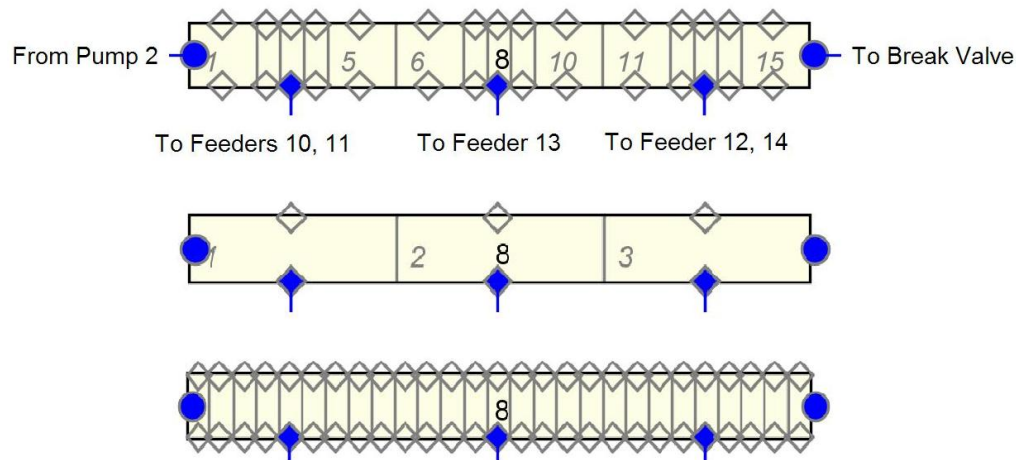 From Pump 2
1
5
6
8
10
11
15
To Break Valve
To Feeders 10, 11
To Feeder 13
To Feeder 12, 14
1
2
8
3
8